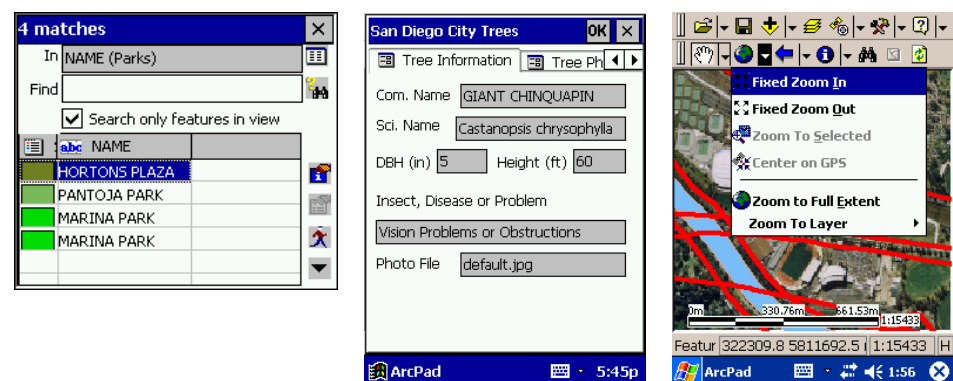 4 matches
In NAME (Parks)
Find
Search only features in view
abc NAME
HORTONS PLAZA
PANTOJA PARK
MARINA PARK
MARINA PARK
San Diego City Trees OK
Tree Information Tree Ph
Com. Name GIANT CHINQUAPIN
Sci. Name Castanopsis chrysophylla
DBH (in) 5 Height (ft) 60
Insect, Disease or Problem
Vision Problems or Obstructions
Photo File default.jpg
ArcPad 5:45p
Fixed Zoom In
Fixed Zoom Out
Zoom To Selected
Center on GPS
Zoom to Full Extent
Zoom To Layer
0m 330.76m 661.53m
1:15433
Featur 322309.8 5811692.5 1:15433 H
ArcPad 1:56